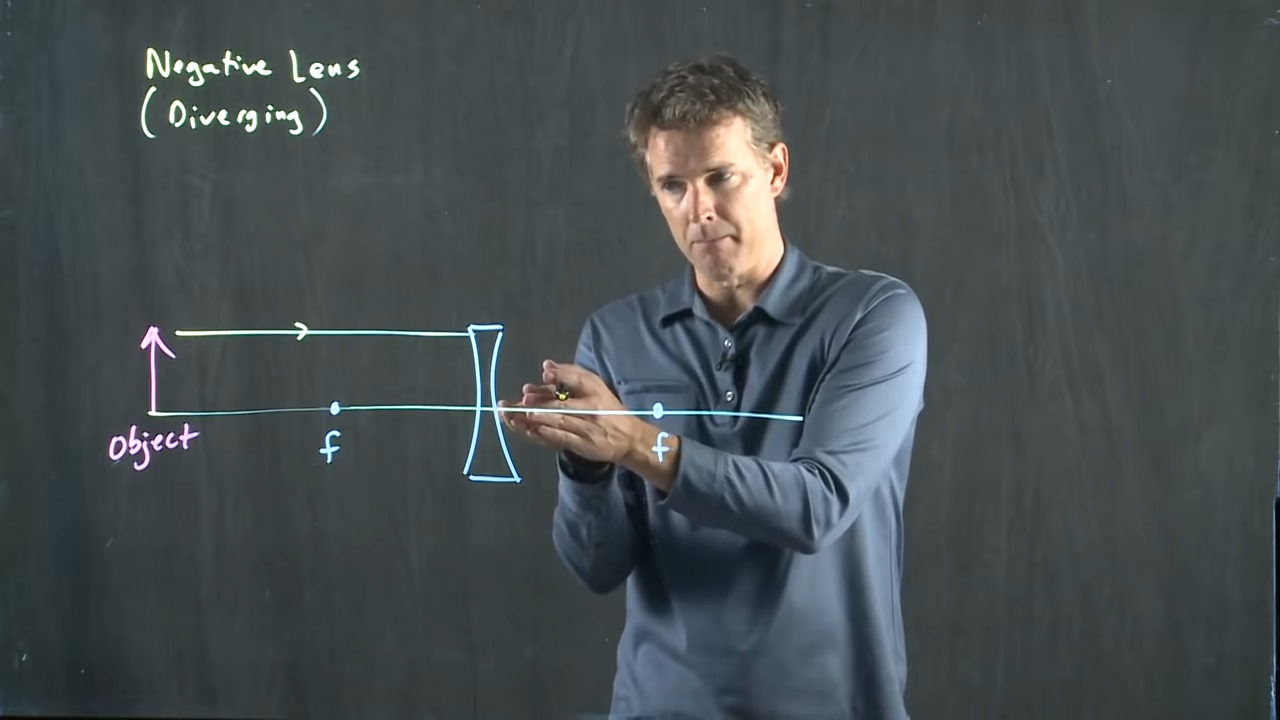 Negative Lens
(Diverging)
object
f
f